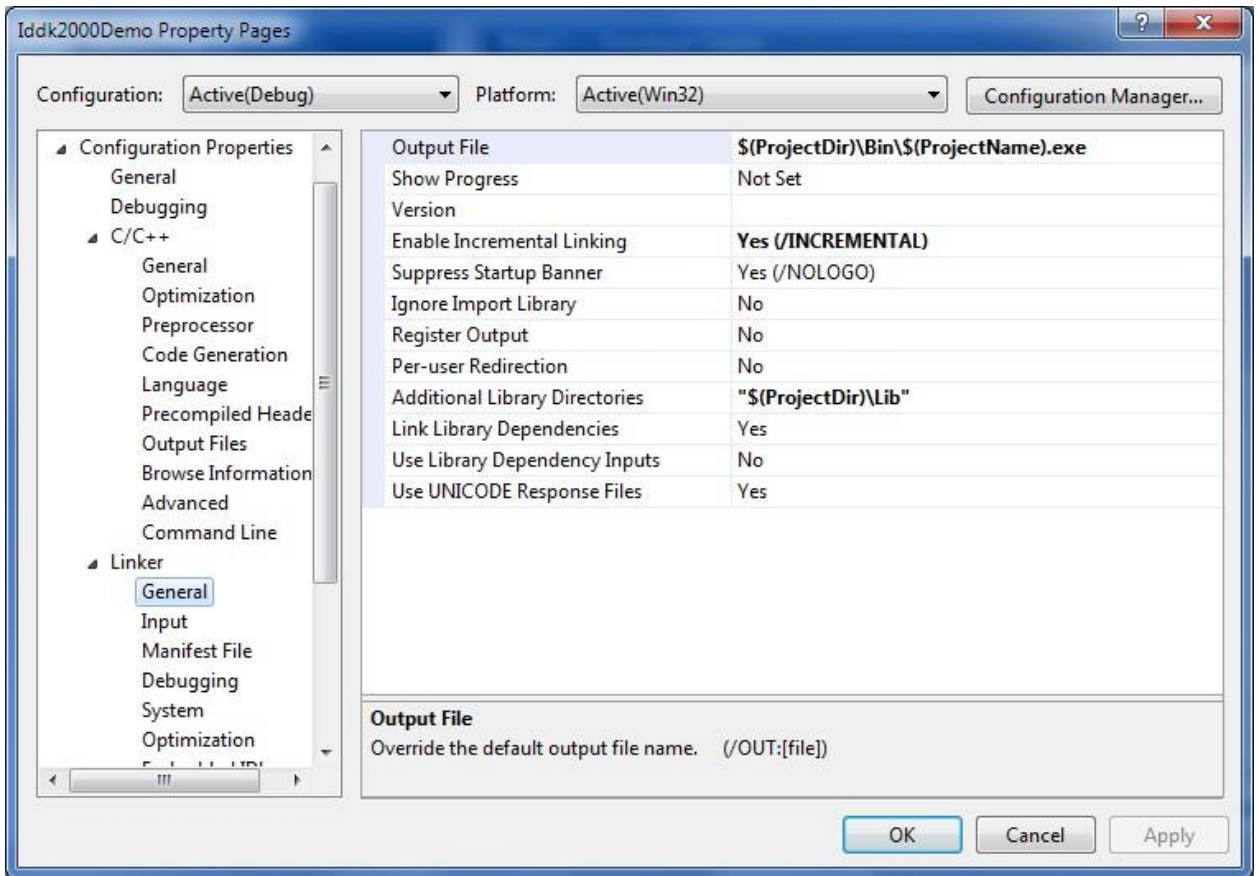 Iddk2000Demo Property Pages
Configuration: Active(Debug) Platform: Active(Win32) Configuration Manager...
Configuration Properties
General
Debugging
C/C++
General
Optimization
Preprocessor
Code Generation
Language
Precompiled Heade
Output Files
Browse Information
Advanced
Command Line
Linker
General
Input
Manifest File
Debugging
System
Optimization
Output File $(ProjectDir)\Bin\$(ProjectName).exe
Show Progress Not Set
Version
Enable Incremental Linking Yes (/INCREMENTAL)
Suppress Startup Banner Yes (/NOLOGO)
Ignore Import Library No
Register Output No
Per-user Redirection No
Additional Library Directories "$(ProjectDir)\Lib"
Link Library Dependencies Yes
Use Library Dependency Inputs No
Use UNICODE Response Files Yes
Output File
Override the default output file name. (/OUT:[file])
OK Cancel Apply